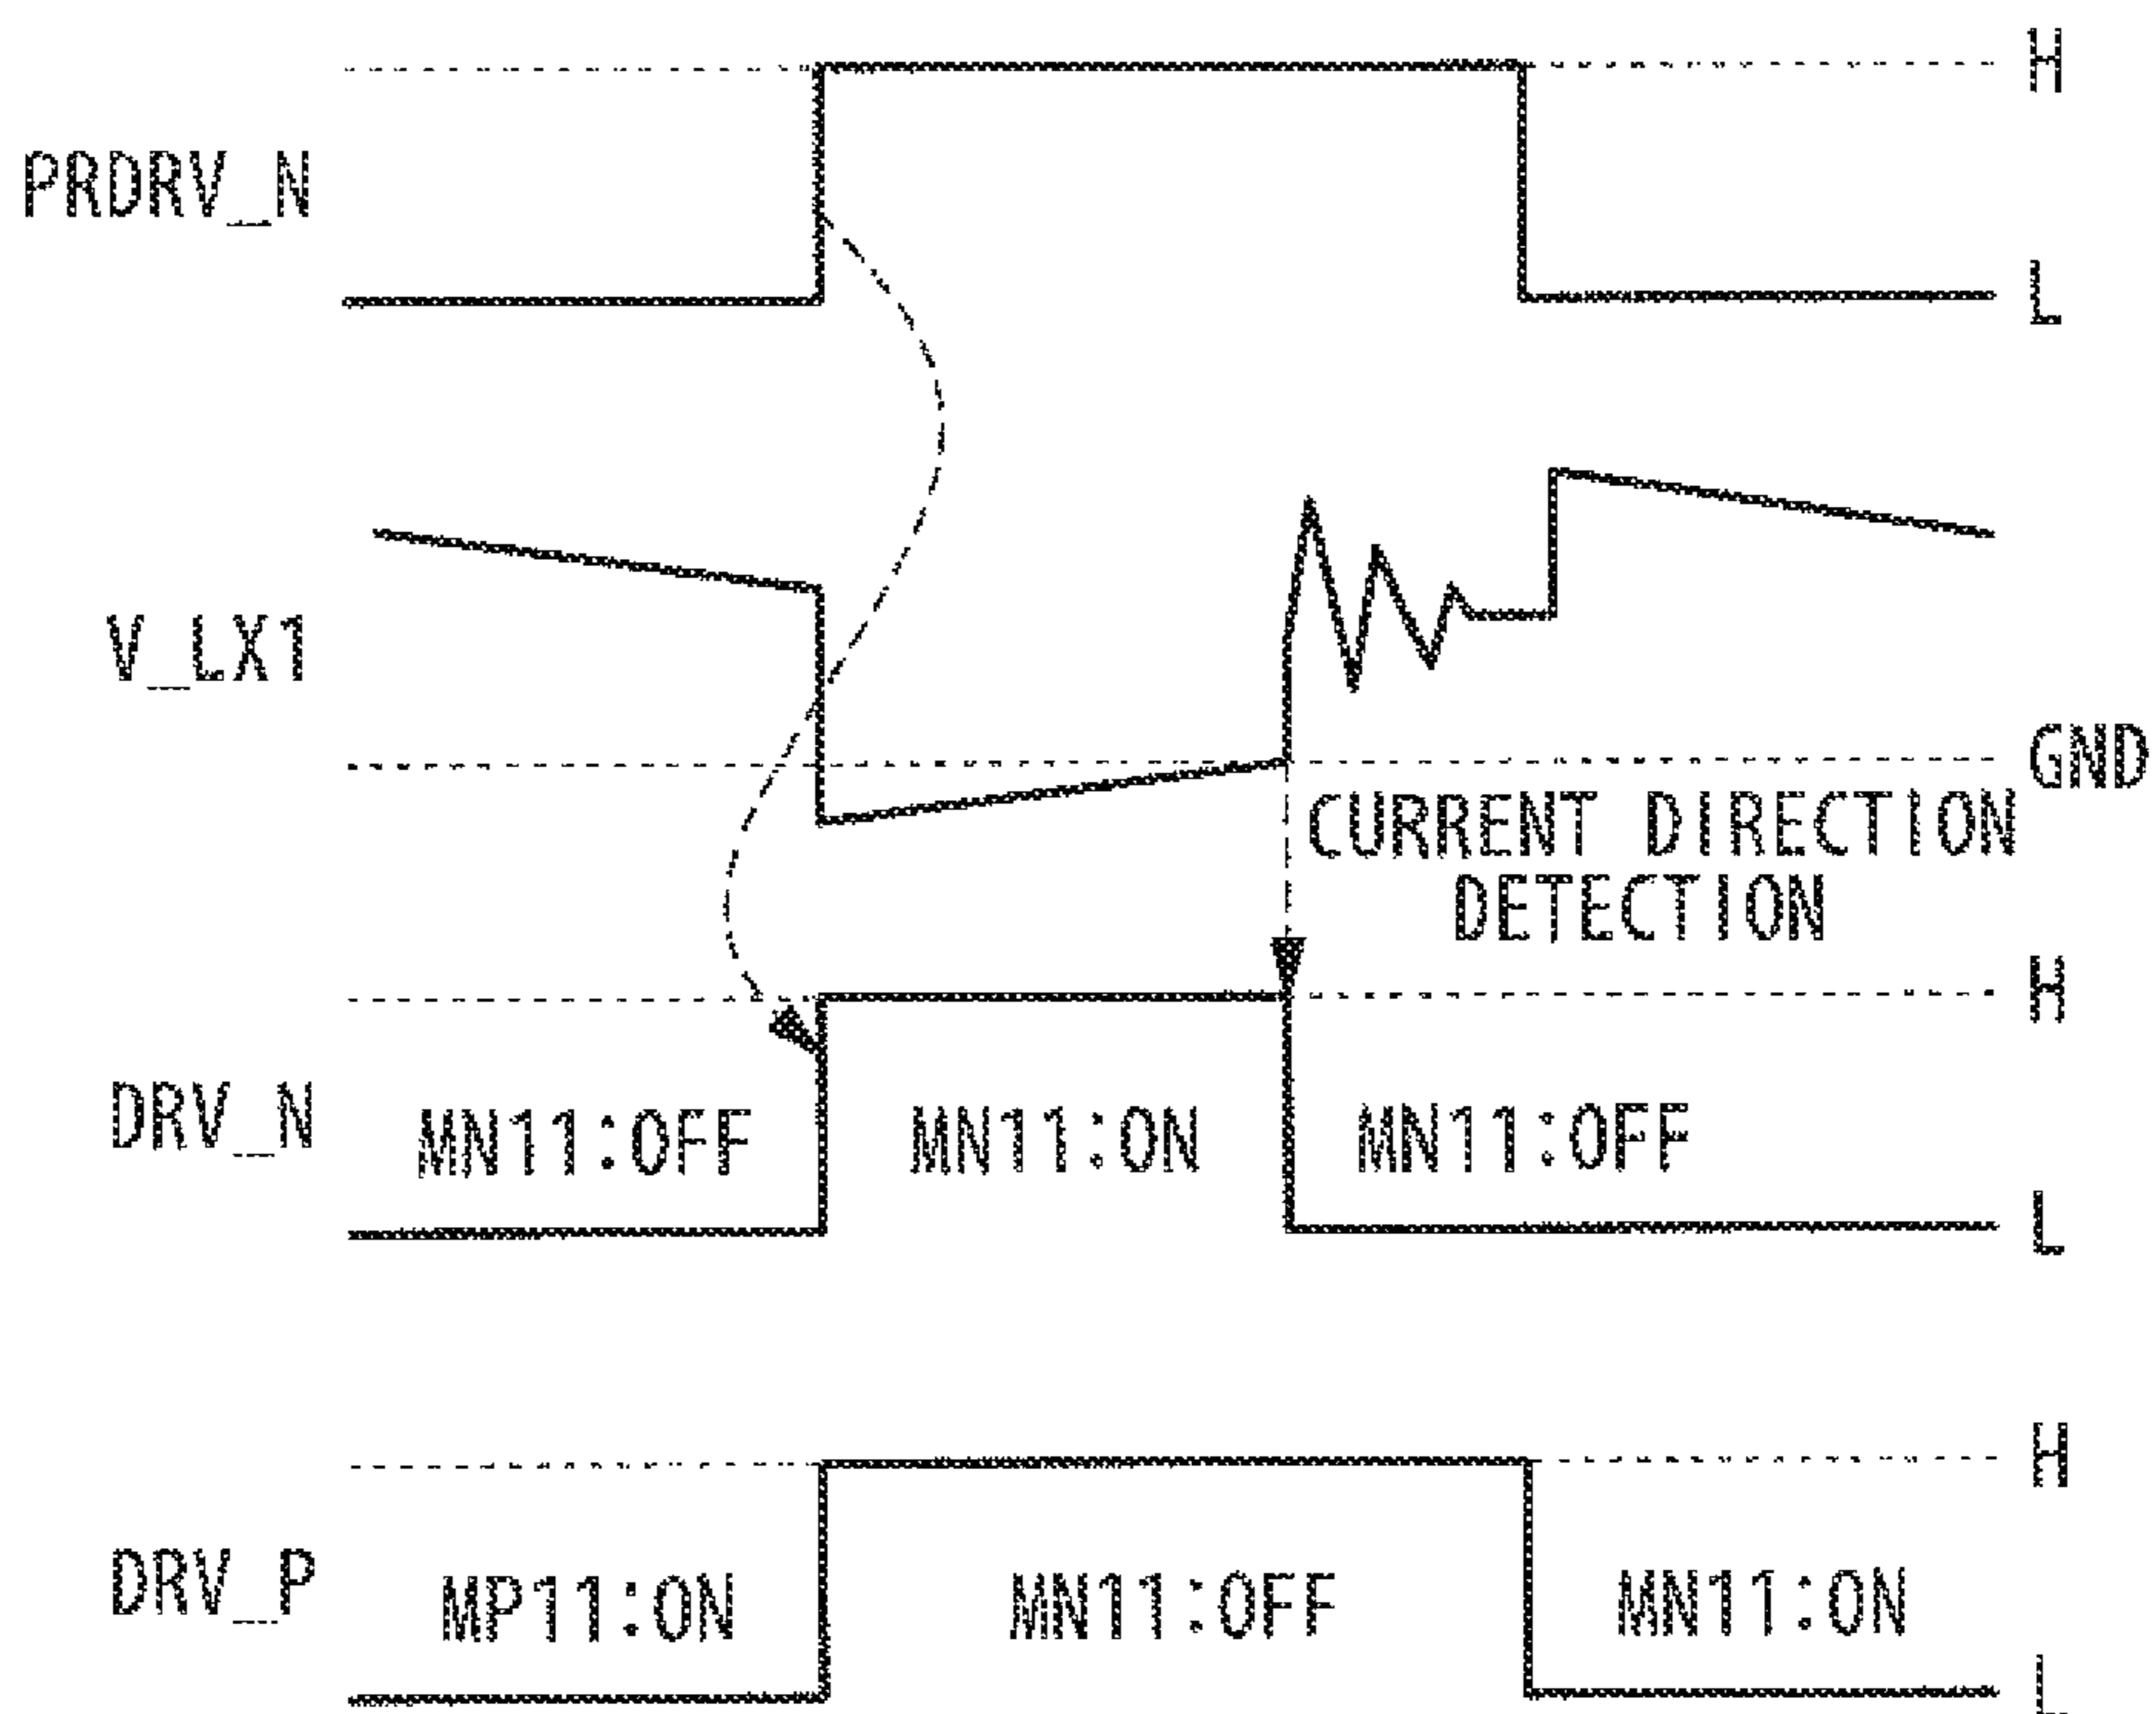 H
PRDRV_N
L
V_LX1
GND
CURRENT DIRECTION
DETECTION
H
DRV_N
MN11:OFF MN11:ON MN11:OFF
L
H
DRV_P
MP11:ON MN11:OFF MN11:ON
L